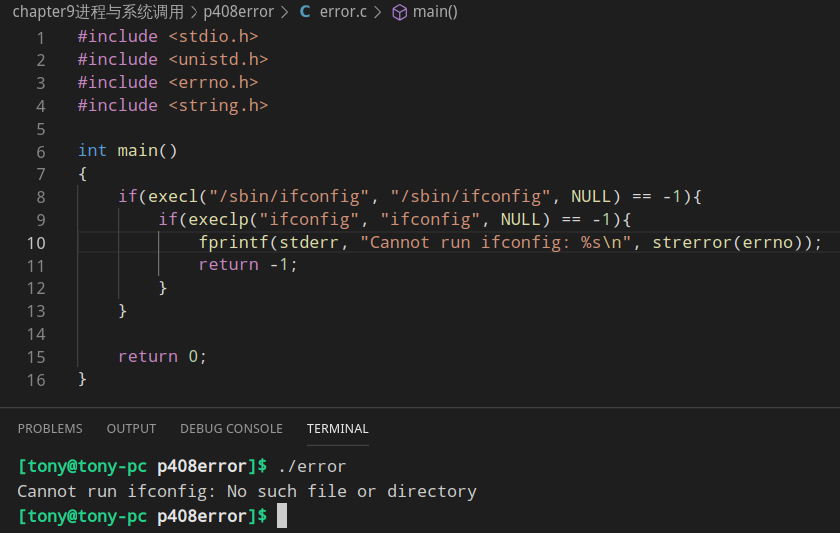 chapter9进程与系统调用 > p408error > C error.c > main()
1 #include <stdio.h>
2 #include <unistd.h>
3 #include <errno.h>
4 #include <string.h>
5
6 int main()
7 {
8     if(execl("/sbin/ifconfig", "/sbin/ifconfig", NULL) == -1){
9         if(execlp("ifconfig", "ifconfig", NULL) == -1){
10             fprintf(stderr, "Cannot run ifconfig: %s\n", strerror(errno));
11             return -1;
12         }
13     }
14
15     return 0;
16 }
PROBLEMS OUTPUT DEBUG CONSOLE TERMINAL
[tony@tony-pc p408error]$ ./error
Cannot run ifconfig: No such file or directory
[tony@tony-pc p408error]$